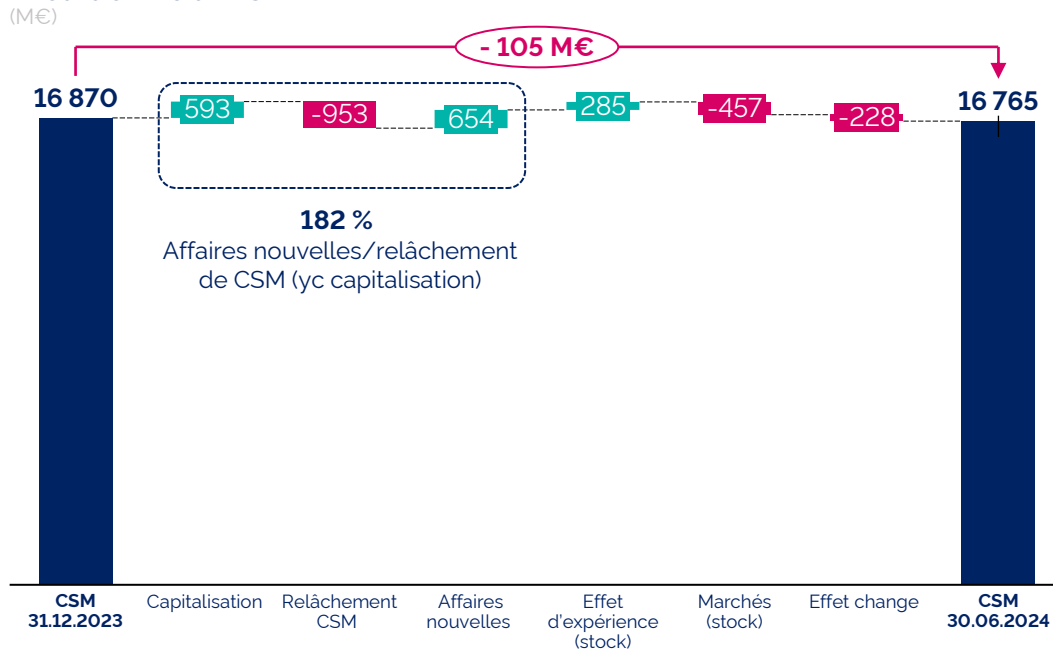 (M€)
- 105 M€
16 870
593
-953
654
285
-457
-228
16 765
182 %
Affaires nouvelles/relâchement
de CSM (yc capitalisation)
CSM
31.12.2023
Capitalisation
Relâchement
CSM
Affaires
nouvelles
Effet
d'expérience
(stock)
Marchés
(stock)
Effet change
CSM
30.06.2024